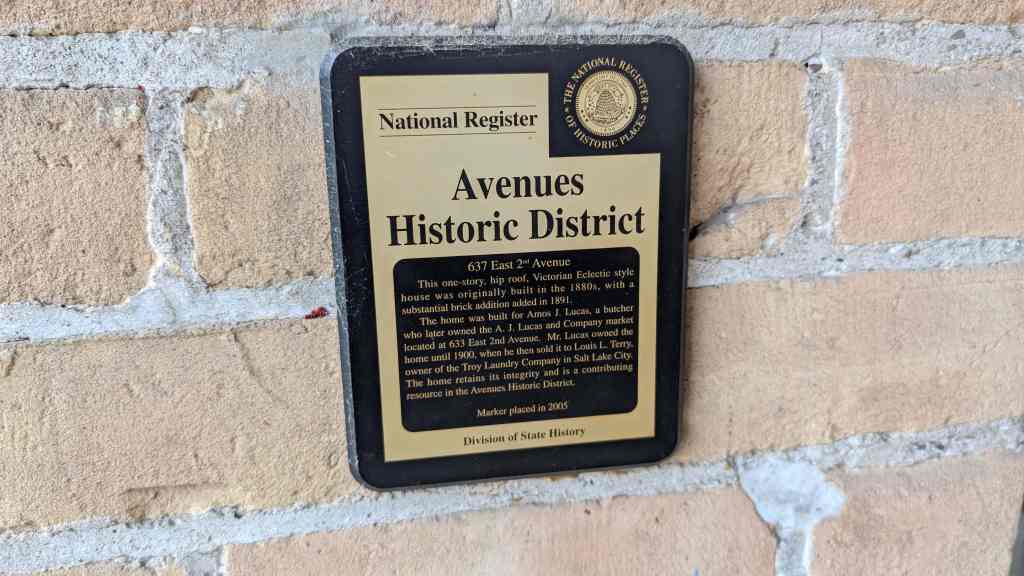 National Register
THE NATIONAL REGISTER
OF HISTORIC PLACES
Avenues
Historic District
637 East 2nd Avenue
This one-story, hip roof, Victorian Eclectic style
house was originally built in the 1880s, with a
substantial brick addition added in 1891.
The home was built for Amos J. Lucas, a butcher
who later owned the A. J. Lucas and Company market
located at 633 East 2nd Avenue. Mr. Lucas owned the
home until 1900, when he then sold it to Louis L. Terry,
owner of the Troy Laundry Company in Salt Lake City.
The home retains its integrity and is a contributing
resource in the Avenues Historic District.
Marker placed in 2005
Division of State History